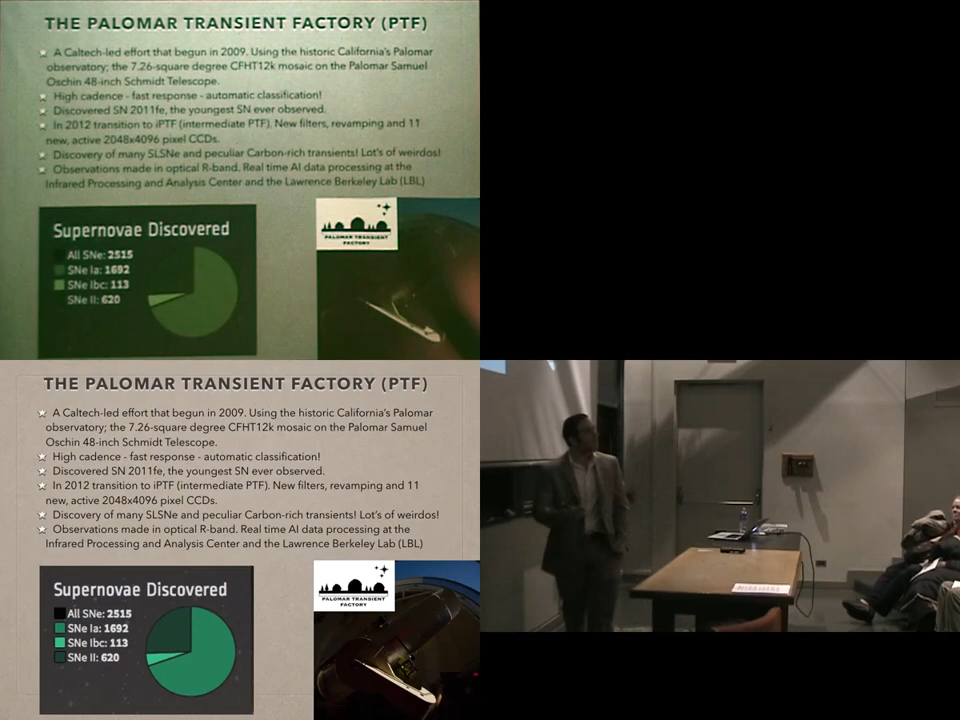 THE PALOMAR TRANSIENT FACTORY (PTF)
A Caltech-led effort that begun in 2009. Using the historic California's Palomar
observatory; the 7.26-square degree CFHT12k mosaic on the Palomar Samuel
Oschin 48-inch Schmidt Telescope.
High cadence - fast response - automatic classification!
Discovered SN 2011fe, the youngest SN ever observed.
In 2012 transition to iPTF (intermediate PTF). New filters, revamping and 11
new, active 2048x4096 pixel CCDs.
Discovery of many SLSNe and peculiar Carbon-rich transients! Lot's of weirdos!
Observations made in optical R-band. Real time AI data processing at the
Infrared Processing and Analysis Center and the Lawrence Berkeley Lab (LBL)
Supernovae Discovered
All SNe: 2515
SNe Ia: 1692
SNe Ibc: 113
SNe II: 620
PALOMAR TRANSIENT
FACTORY
THE PALOMAR TRANSIENT FACTORY (PTF)
A Caltech-led effort that begun in 2009. Using the historic California's Palomar
observatory; the 7.26-square degree CFHT12k mosaic on the Palomar Samuel
Oschin 48-inch Schmidt Telescope.
High cadence - fast response - automatic classification!
Discovered SN 2011fe, the youngest SN ever observed.
In 2012 transition to iPTF (intermediate PTF). New filters, revamping and 11
new, active 2048x4096 pixel CCDs.
Discovery of many SLSNe and peculiar Carbon-rich transients! Lot's of weirdos!
Observations made in optical R-band. Real time AI data processing at the
Infrared Processing and Analysis Center and the Lawrence Berkeley Lab (LBL)
Supernovae Discovered
All SNe: 2515
SNe Ia: 1692
SNe Ibc: 113
SNe II: 620
PALOMAR TRANSIENT
FACTORY